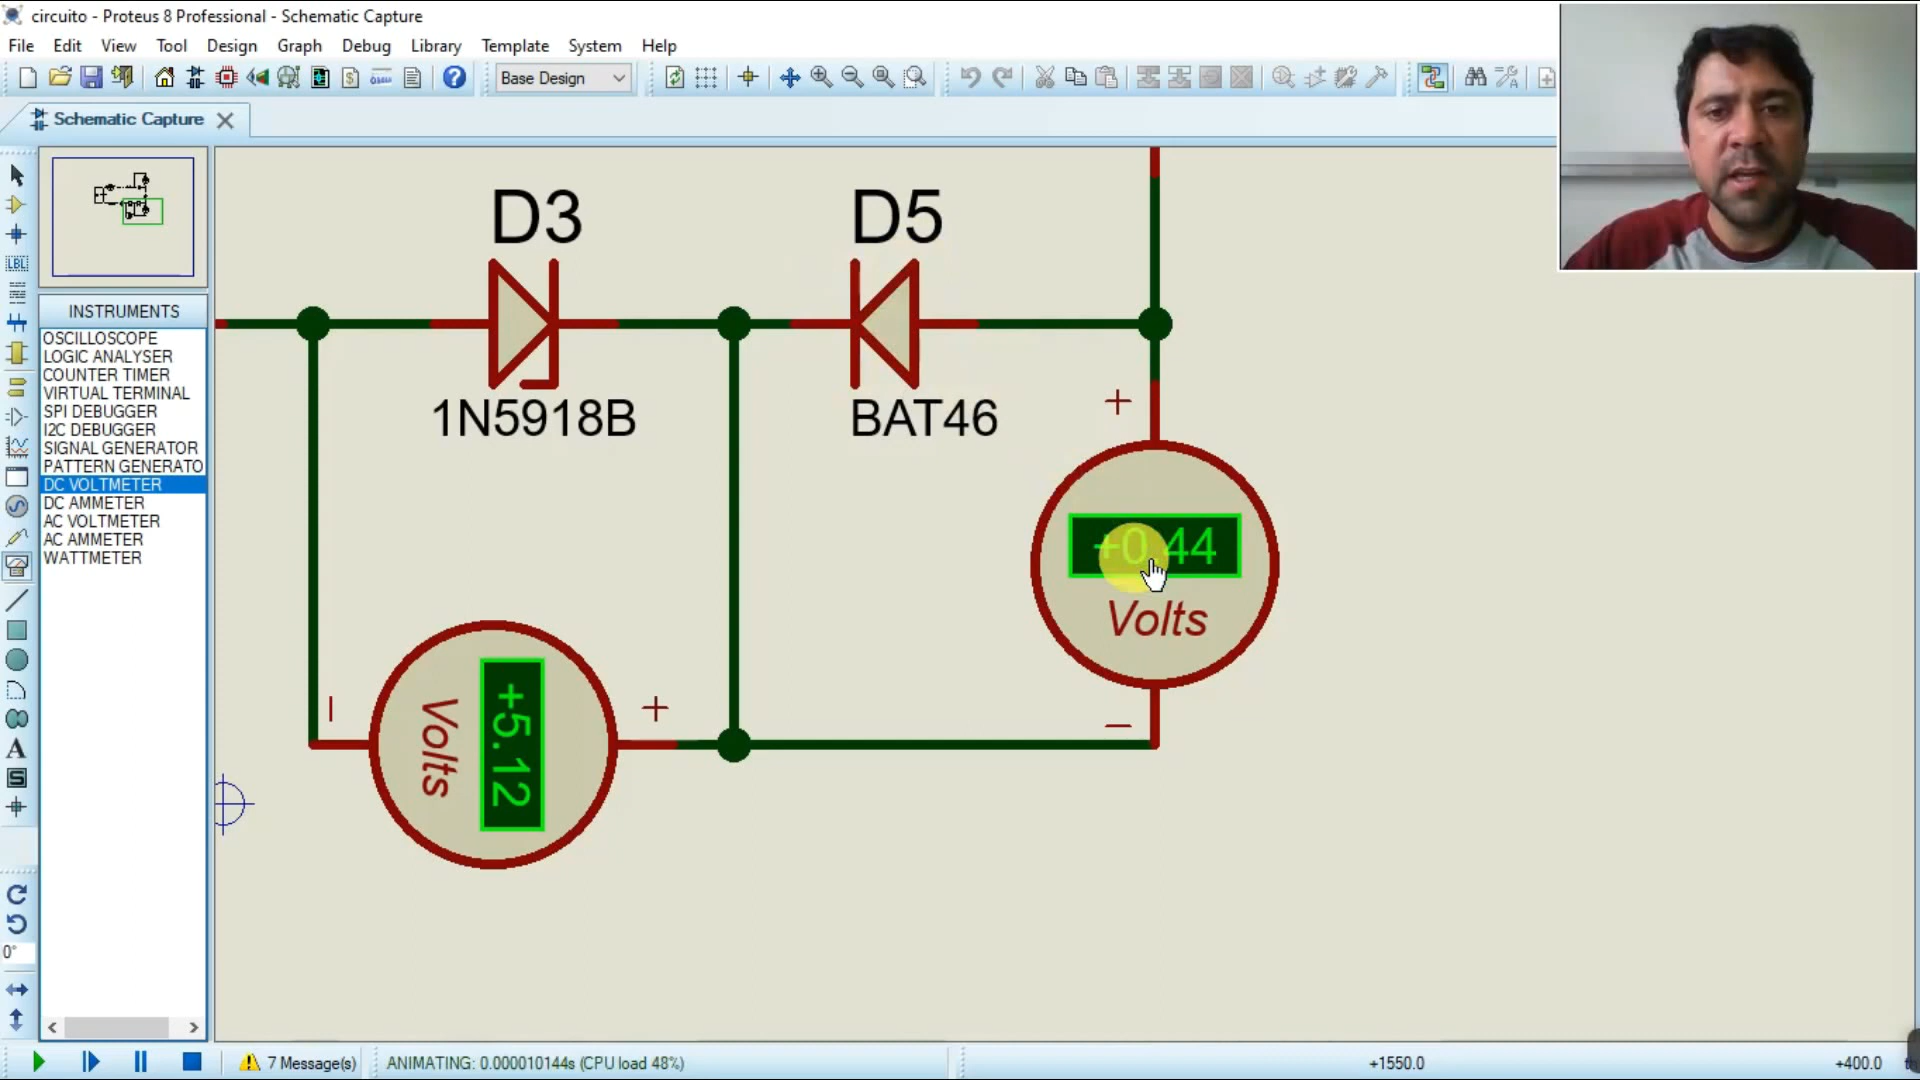 circuito - Proteus 8 Professional - Schematic Capture
File Edit View Tool Design Graph Debug Library Template System Help
Base Design
Schematic Capture
INSTRUMENTS
OSCILLOSCOPE
LOGIC ANALYSER
COUNTER TIMER
VIRTUAL TERMINAL
SPI DEBUGGER
I2C DEBUGGER
SIGNAL GENERATOR
PATTERN GENERATO
DC VOLTMETER
DC AMMETER
AC VOLTMETER
AC AMMETER
WATTMETER
LBL
A
S
0°
D3
1N5918B
D5
BAT46
+
+0.44
Volts
−
−
+5.12
Volts
+
7 Message(s)
ANIMATING: 0.000010144s (CPU load 48%)
+1550.0
+400.0